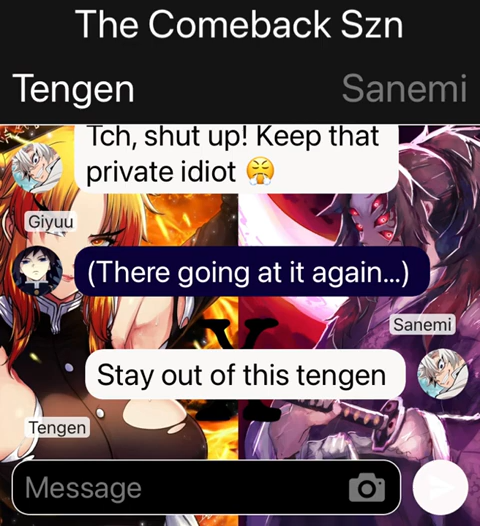 The Comeback Szn
Tengen
Sanemi
Tch, shut up! Keep that
private idiot 😤
Giyuu
(There going at it again...)
Sanemi
Stay out of this tengen
Tengen
Message